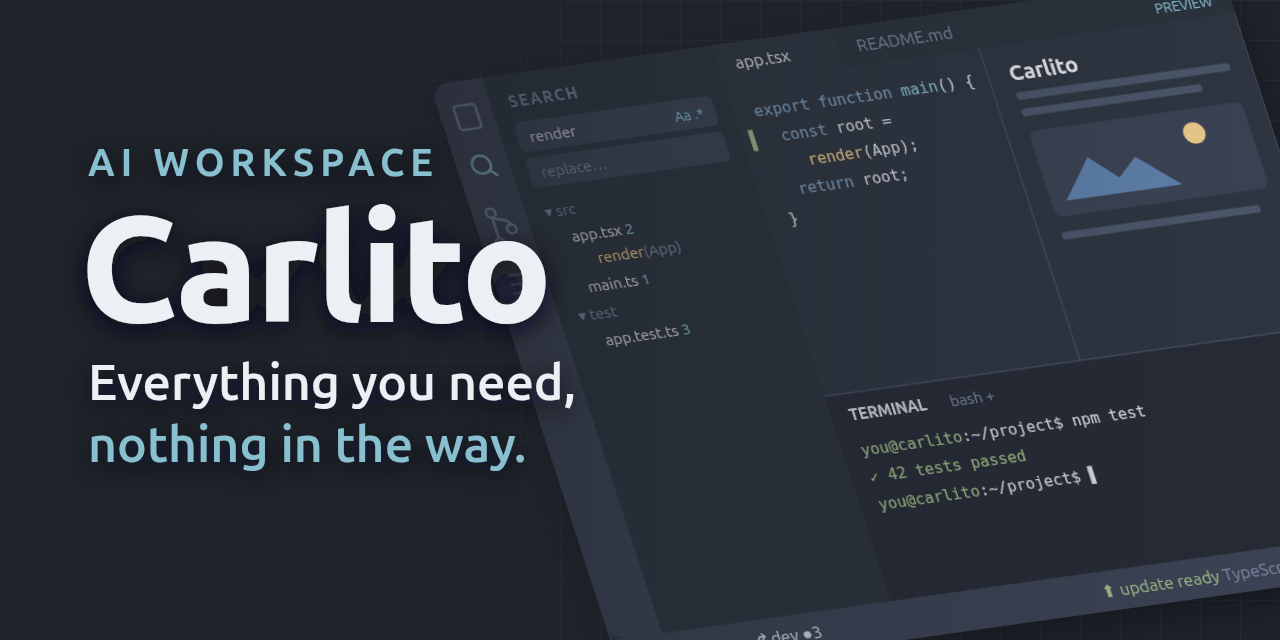 AI WORKSPACE
Carlito
Everything you need,
nothing in the way.
SEARCH
render Aa .*
replace...
▾ src
app.tsx 2
render(App)
main.ts 1
▾ test
app.test.ts 3
app.tsx README.md
export function main() {
const root =
render(App);
return root;
}
PREVIEW
Carlito
TERMINAL bash +
you@carlito:~/project$ npm test
✓ 42 tests passed
you@carlito:~/project$
dev ●3
⬆ update ready